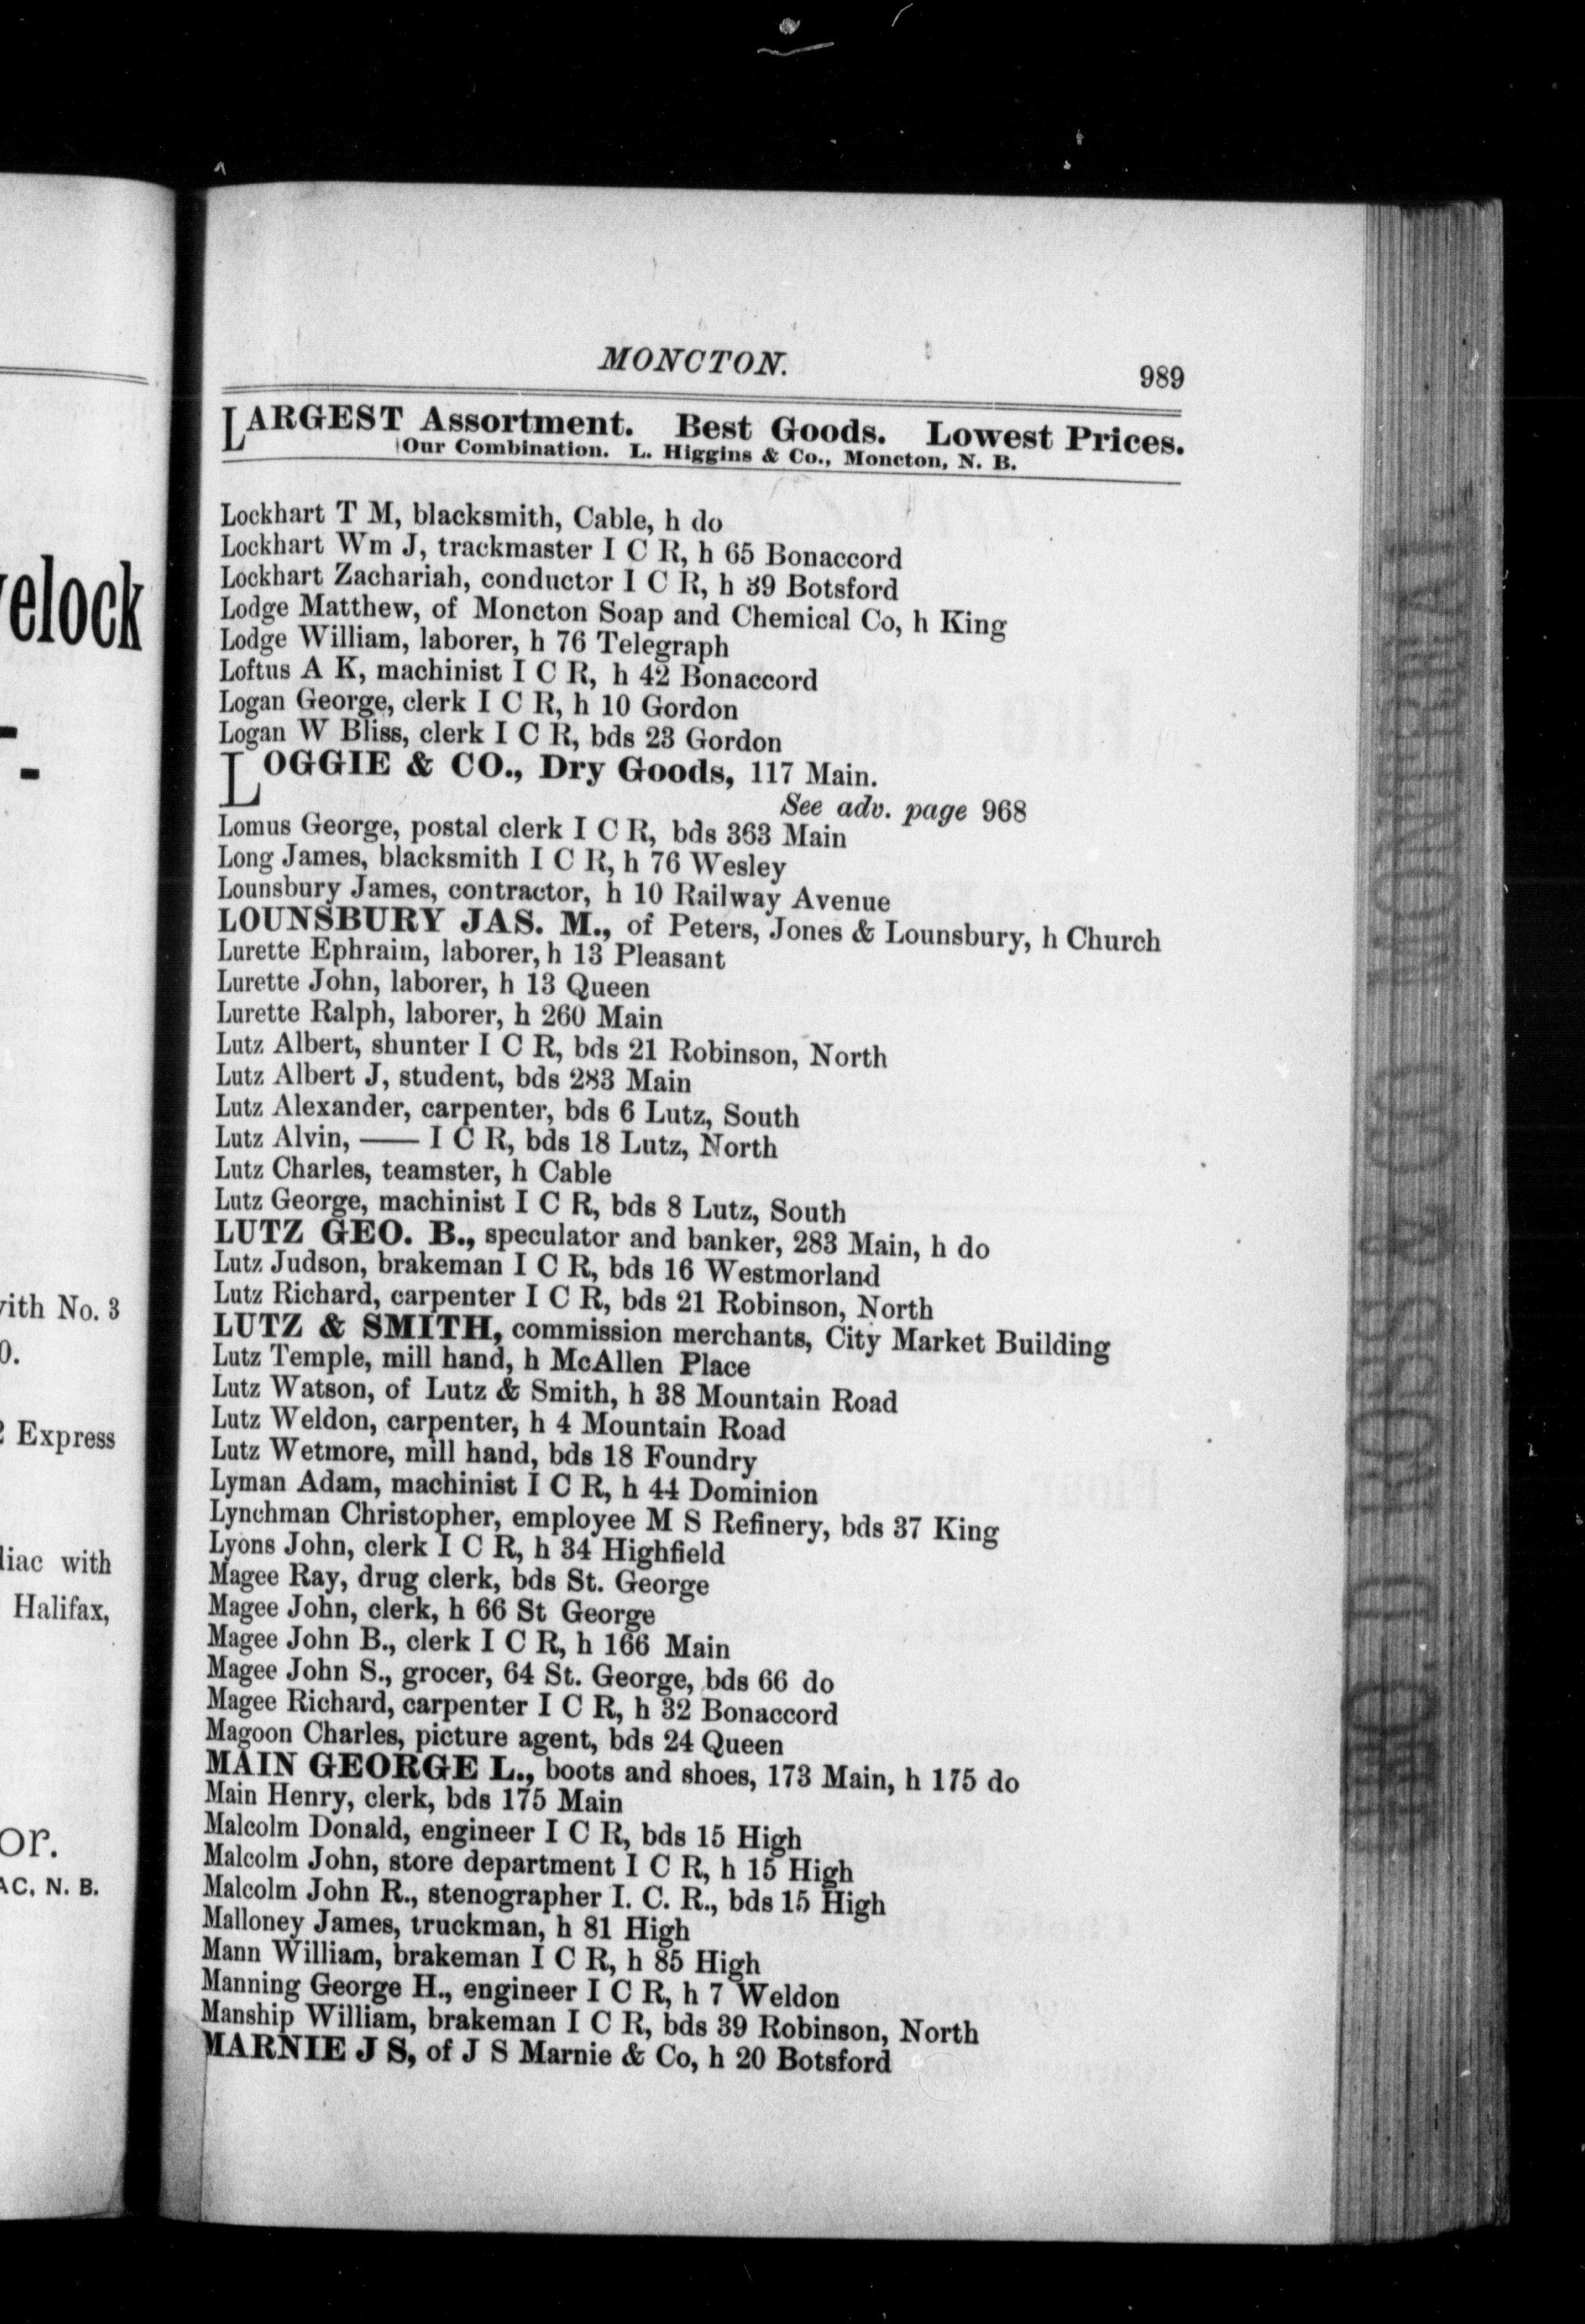 MONCTON.
989
LARGEST Assortment. Best Goods. Lowest Prices.
Our Combination. L. Higgins & Co., Moncton, N. B.
Lockhart T M, blacksmith, Cable, h do
Lockhart Wm J, trackmaster I C R, h 65 Bonaccord
Lockhart Zachariah, conductor I C R, h 39 Botsford
Lodge Matthew, of Moncton Soap and Chemical Co, h King
Lodge William, laborer, h 76 Telegraph
Loftus A K, machinist I C R, h 42 Bonaccord
Logan George, clerk I C R, h 10 Gordon
Logan W Bliss, clerk I C R, bds 23 Gordon
LOGGIE & CO., Dry Goods, 117 Main.
See adv. page 968
Lomus George, postal clerk I C R, bds 363 Main
Long James, blacksmith I C R, h 76 Wesley
Lounsbury James, contractor, h 10 Railway Avenue
LOUNSBURY JAS. M., of Peters, Jones & Lounsbury, h Church
Lurette Ephraim, laborer, h 13 Pleasant
Lurette John, laborer, h 13 Queen
Lurette Ralph, laborer, h 260 Main
Lutz Albert, shunter I C R, bds 21 Robinson, North
Lutz Albert J, student, bds 283 Main
Lutz Alexander, carpenter, bds 6 Lutz, South
Lutz Alvin, —— I C R, bds 18 Lutz, North
Lutz Charles, teamster, h Cable
Lutz George, machinist I C R, bds 8 Lutz, South
LUTZ GEO. B., speculator and banker, 283 Main, h do
Lutz Judson, brakeman I C R, bds 16 Westmorland
Lutz Richard, carpenter I C R, bds 21 Robinson, North
LUTZ & SMITH, commission merchants, City Market Building
Lutz Temple, mill hand, h McAllen Place
Lutz Watson, of Lutz & Smith, h 38 Mountain Road
Lutz Weldon, carpenter, h 4 Mountain Road
Lutz Wetmore, mill hand, bds 18 Foundry
Lyman Adam, machinist I C R, h 44 Dominion
Lynchman Christopher, employee M S Refinery, bds 37 King
Lyons John, clerk I C R, h 34 Highfield
Magee Ray, drug clerk, bds St. George
Magee John, clerk, h 66 St George
Magee John B., clerk I C R, h 166 Main
Magee John S., grocer, 64 St. George, bds 66 do
Magee Richard, carpenter I C R, h 32 Bonaccord
Magoon Charles, picture agent, bds 24 Queen
MAIN GEORGE L., boots and shoes, 173 Main, h 175 do
Main Henry, clerk, bds 175 Main
Malcolm Donald, engineer I C R, bds 15 High
Malcolm John, store department I C R, h 15 High
Malcolm John R., stenographer I. C. R., bds 15 High
Malloney James, truckman, h 81 High
Mann William, brakeman I C R, h 85 High
Manning George H., engineer I C R, h 7 Weldon
Manship William, brakeman I C R, bds 39 Robinson, North
MARNIE J S, of J S Marnie & Co, h 20 Botsford
elock
with No. 3
0.
Express
liac with
Halifax,
or.
AC, N. B.
ROSS & CO MONTREAL